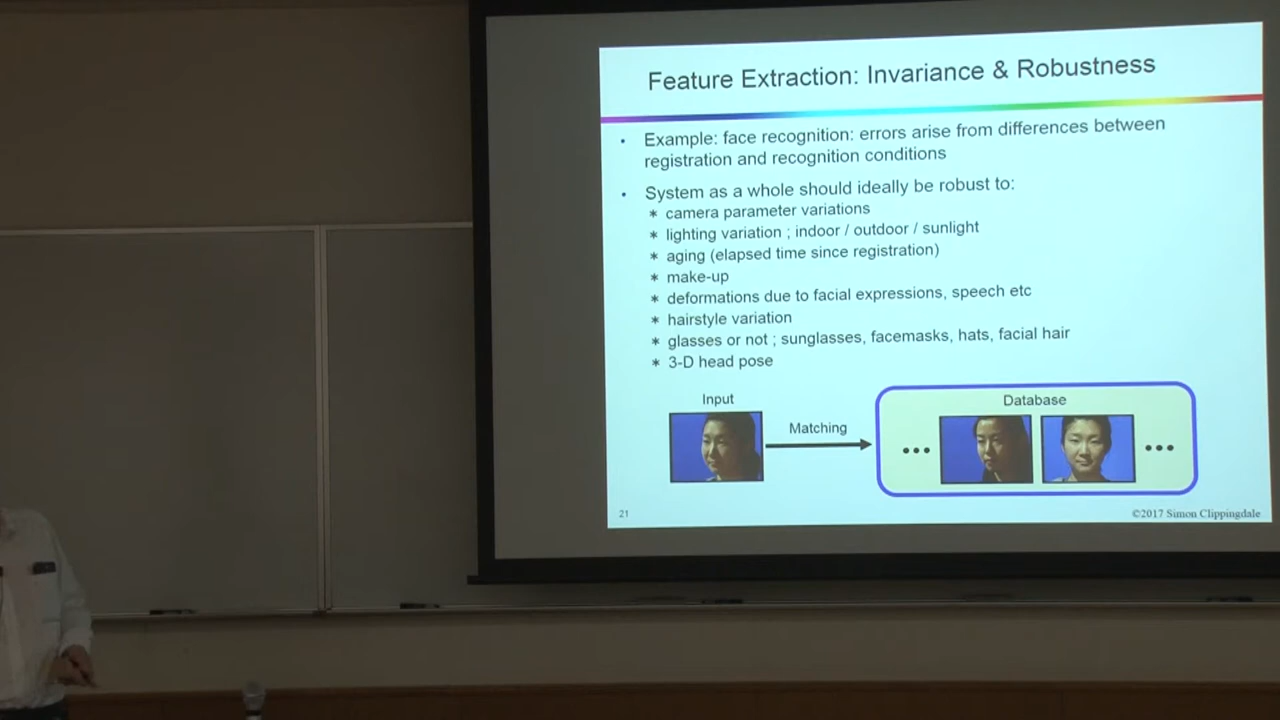 Feature Extraction: Invariance & Robustness
• Example: face recognition: errors arise from differences between
registration and recognition conditions
• System as a whole should ideally be robust to:
* camera parameter variations
* lighting variation ; indoor / outdoor / sunlight
* aging (elapsed time since registration)
* make-up
* deformations due to facial expressions, speech etc
* hairstyle variation
* glasses or not ; sunglasses, facemasks, hats, facial hair
* 3-D head pose
Input
Matching
Database
••• •••
21
©2017 Simon Clippingdale